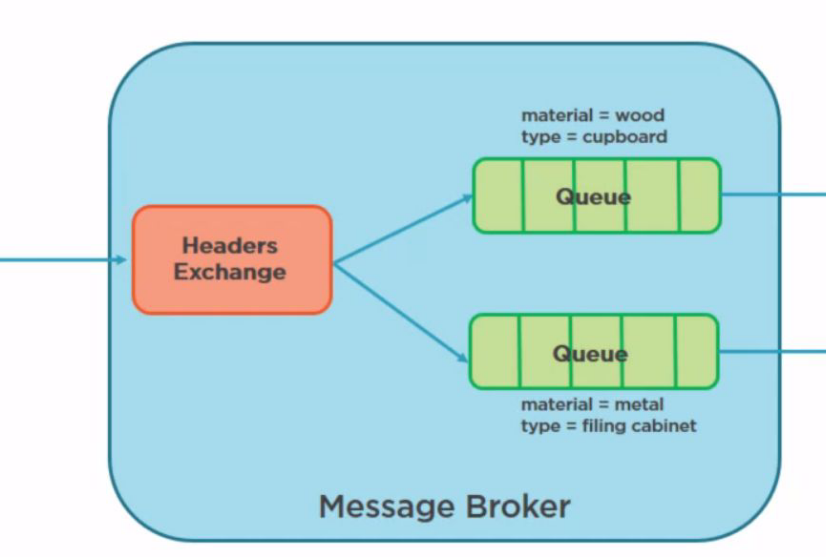 material = wood
type = cupboard
Queue
Headers
Exchange
Queue
material = metal
type = filing cabinet
Message Broker